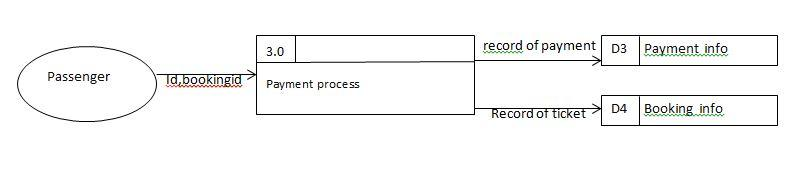 Passenger
Id,bookingid
3.0
Payment process
record of payment
D3
Payment info
Record of ticket
D4
Booking info